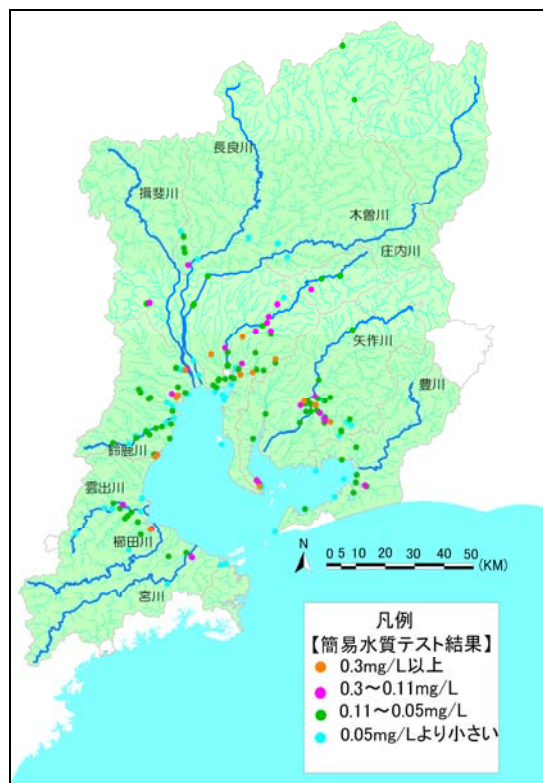 長良川
揖斐川
木曽川
庄内川
矢作川
豊川
鈴鹿川
雲出川
櫛田川
宮川
N
0 5 10 20 30 40 50
(KM)
凡例
【簡易水質テスト結果】
0.3mg/L以上
0.3～0.11mg/L
0.11～0.05mg/L
0.05mg/Lより小さい